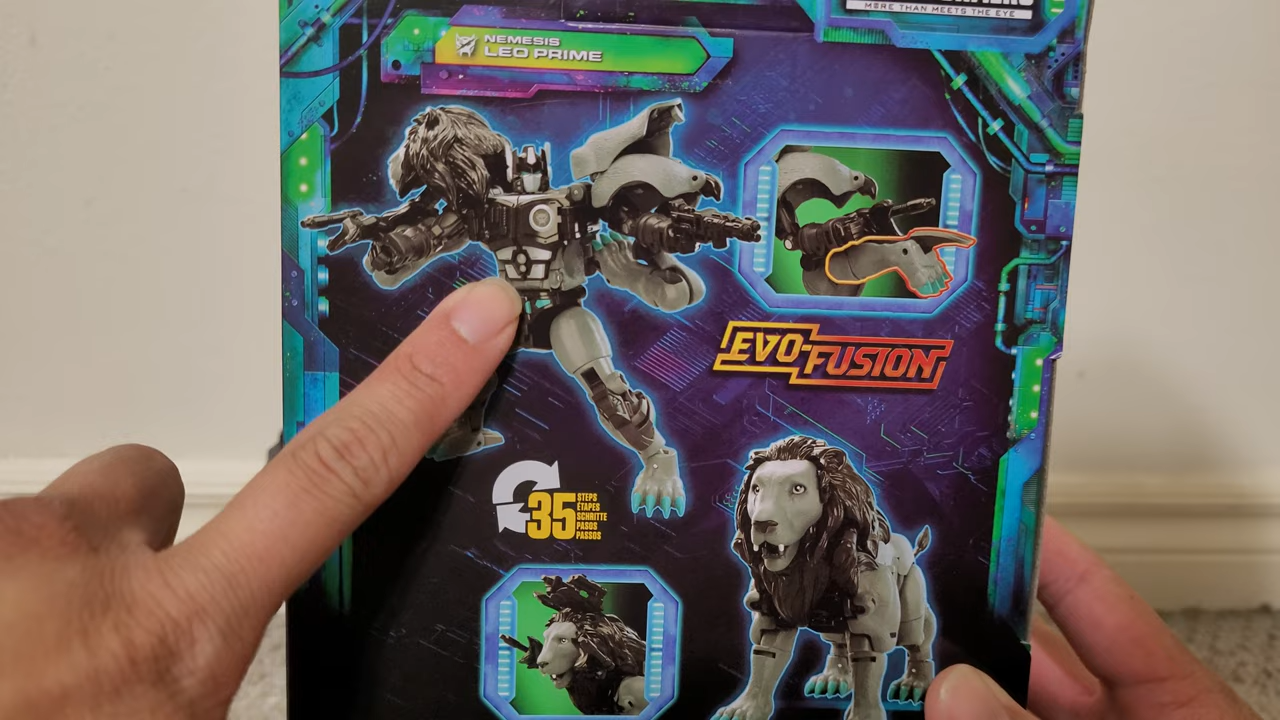 MORE THAN MEETS THE EYE
NEMESIS
LEO PRIME
EVO-
FUSION
35
STEPS
ÉTAPES
SCHRITTE
PASOS
PASSOS